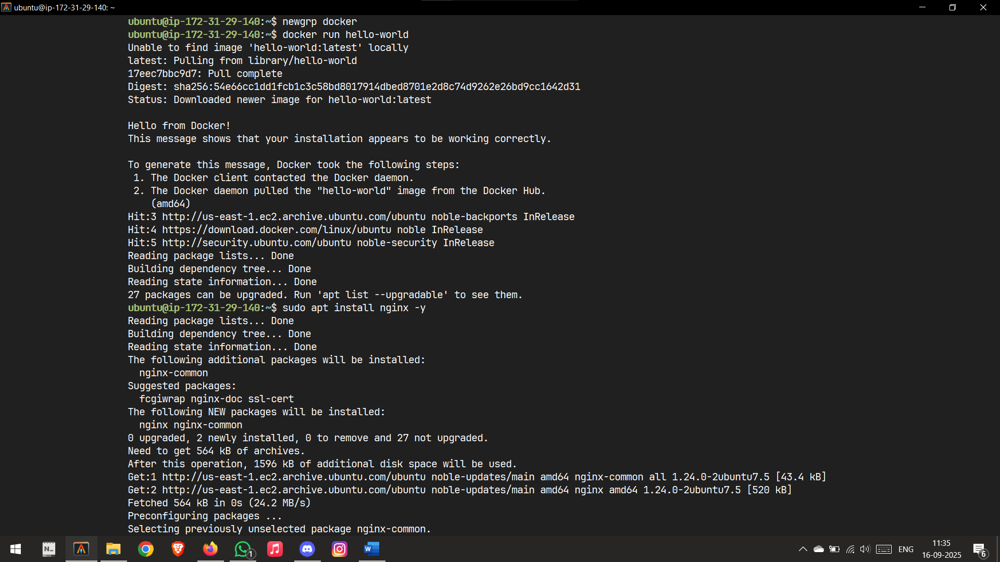 ubuntu@ip-172-31-29-140: ~
ubuntu@ip-172-31-29-140:~$ newgrp docker
ubuntu@ip-172-31-29-140:~$ docker run hello-world
Unable to find image 'hello-world:latest' locally
latest: Pulling from library/hello-world
17eec7bbc9d7: Pull complete
Digest: sha256:54e66cc1dd1fcb1c3c58bd8017914dbed8701e2d8c74d9262e26bd9cc1642d31
Status: Downloaded newer image for hello-world:latest

Hello from Docker!
This message shows that your installation appears to be working correctly.

To generate this message, Docker took the following steps:
 1. The Docker client contacted the Docker daemon.
 2. The Docker daemon pulled the "hello-world" image from the Docker Hub.
    (amd64)
Hit:3 http://us-east-1.ec2.archive.ubuntu.com/ubuntu noble-backports InRelease
Hit:4 https://download.docker.com/linux/ubuntu noble InRelease
Hit:5 http://security.ubuntu.com/ubuntu noble-security InRelease
Reading package lists... Done
Building dependency tree... Done
Reading state information... Done
27 packages can be upgraded. Run 'apt list --upgradable' to see them.
ubuntu@ip-172-31-29-140:~$ sudo apt install nginx -y
Reading package lists... Done
Building dependency tree... Done
Reading state information... Done
The following additional packages will be installed:
  nginx-common
Suggested packages:
  fcgiwrap nginx-doc ssl-cert
The following NEW packages will be installed:
  nginx nginx-common
0 upgraded, 2 newly installed, 0 to remove and 27 not upgraded.
Need to get 564 kB of archives.
After this operation, 1596 kB of additional disk space will be used.
Get:1 http://us-east-1.ec2.archive.ubuntu.com/ubuntu noble-updates/main amd64 nginx-common all 1.24.0-2ubuntu7.5 [43.4 kB]
Get:2 http://us-east-1.ec2.archive.ubuntu.com/ubuntu noble-updates/main amd64 nginx amd64 1.24.0-2ubuntu7.5 [520 kB]
Fetched 564 kB in 0s (24.2 MB/s)
Preconfiguring packages ...
Selecting previously unselected package nginx-common.
N_
1
W
ENG
11:35
16-09-2025
6